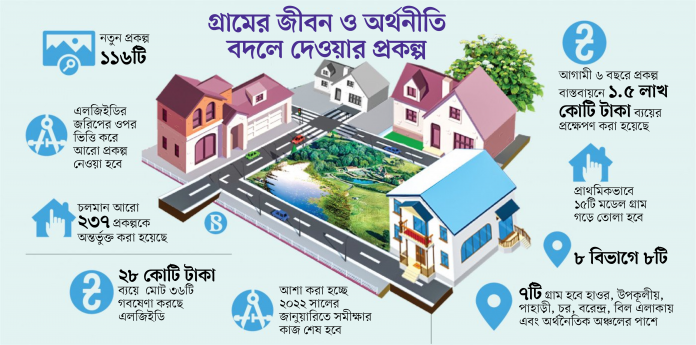 গ্রামের জীবন ও অর্থনীতি
বদলে দেওয়ার প্রকল্প
নতুন প্রকল্প
১১৬টি
এলজিইডির
জরিপের ওপর
ভিত্তি করে
আরো প্রকল্প
নেওয়া হবে
চলমান আরো
২৩৭ প্রকল্পকে
অন্তর্ভুক্ত করা হয়েছে
২৮ কোটি টাকা
ব্যয়ে মোট ৩৬টি
গবষেণা করছে
এলজিইডি
আশা করা হচ্ছে
২০২২ সালের
জানুয়ারিতে সমীক্ষার
কাজ শেষ হবে
আগামী ৬ বছরে প্রকল্প
বাস্তবায়নে ১.৫ লাখ
কোটি টাকা ব্যয়ের
প্রক্ষেপণ করা হয়েছে
প্রাথমিকভাবে
১৫টি মডেল গ্রাম
গড়ে তোলা হবে
৮ বিভাগে ৮টি
৭টি গ্রাম হবে হাওর, উপকূলীয়,
পাহাড়ী, চর, বরেন্দ্র, বিল এলাকায়
এবং অর্থনৈতিক অঞ্চলের পাশে